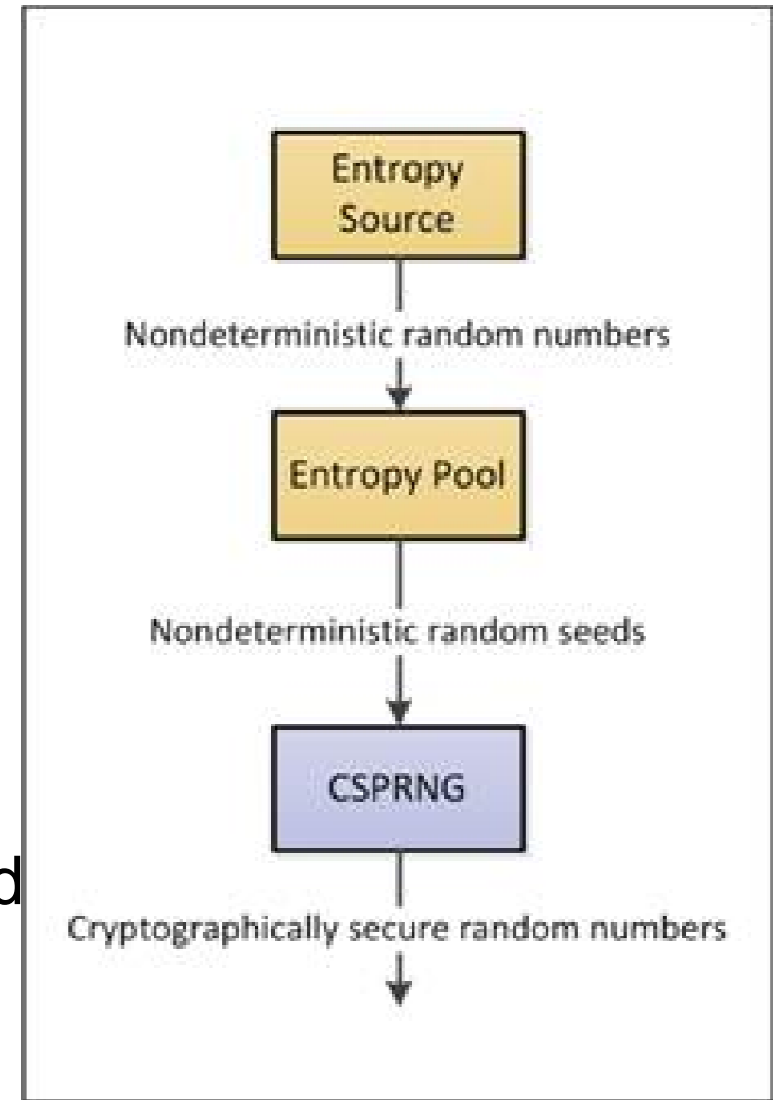 Entropy
Source
Nondeterministic random numbers
Entropy Pool
Nondeterministic random seeds
CSPRNG
d
Cryptographically secure random numbers